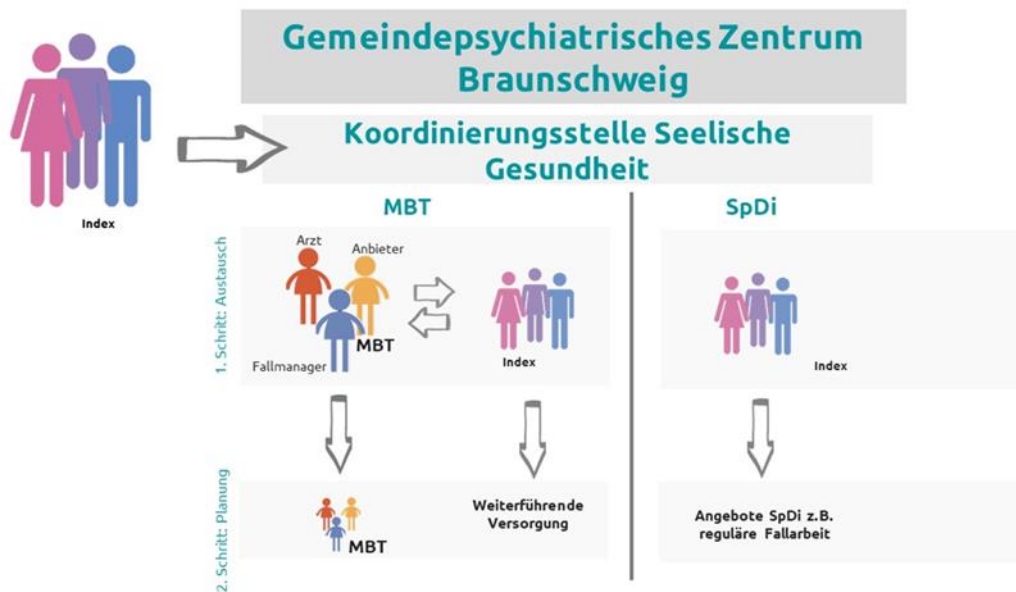 Gemeindepsychiatrisches Zentrum
Braunschweig
Koordinierungsstelle Seelische
Gesundheit
Index
MBT
SpDi
1. Schritt: Austausch
Arzt
Anbieter
MBT
Fallmanager
Index
Index
2. Schritt: Planung
MBT
Weiterführende
Versorgung
Angebote SpDi z.B.
reguläre Fallarbeit